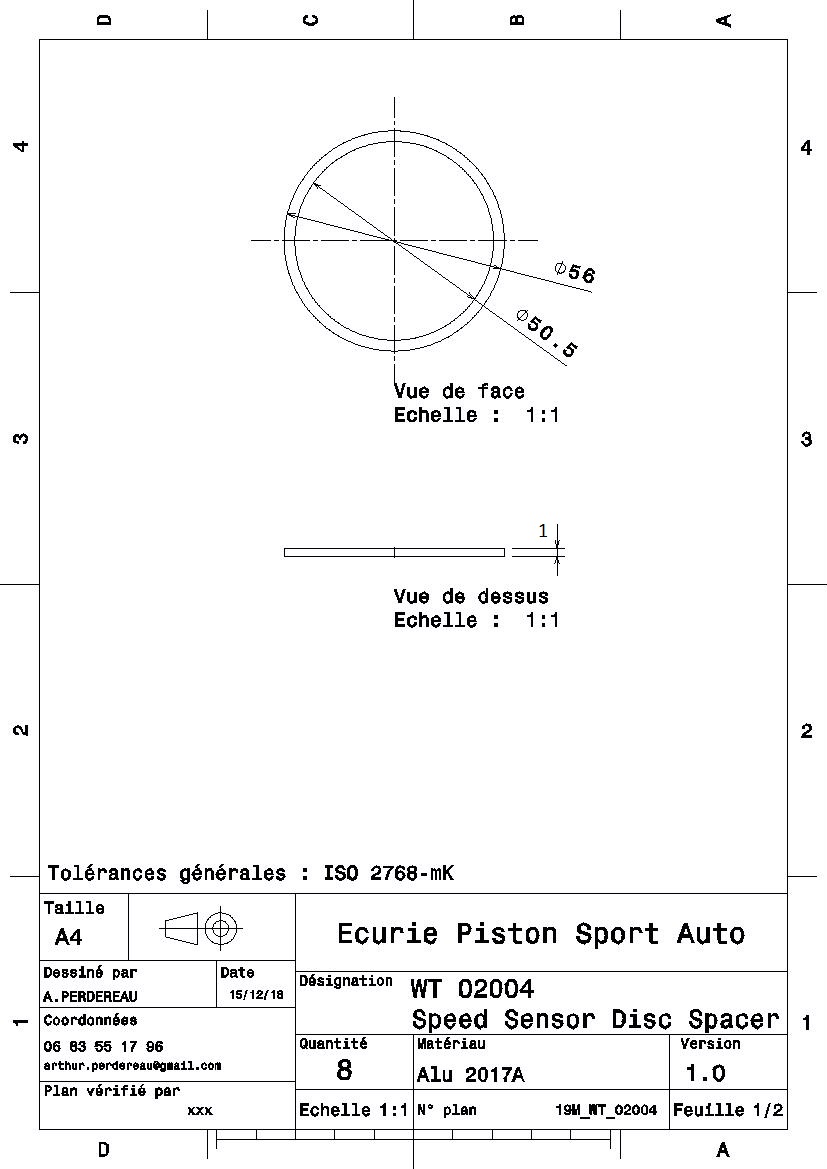 D C B A
4 4
⌀56
⌀50.5
Vue de face
Echelle : 1:1
3 3
1
Vue de dessus
Echelle : 1:1
2 2
Tolérances générales : ISO 2768-mK
Taille
A4
Ecurie Piston Sport Auto
Dessiné par
A.PERDEREAU
Date
15/12/18
Désignation
WT 02004
Speed Sensor Disc Spacer
1 1
Coordonnées
06 83 55 17 96
arthur.perdereau@gmail.com
Quantité
8
Matériau
Alu 2017A
Version
1.0
Plan vérifié par
xxx
Echelle 1:1
N° plan 19M_WT_02004
Feuille 1/2
D A